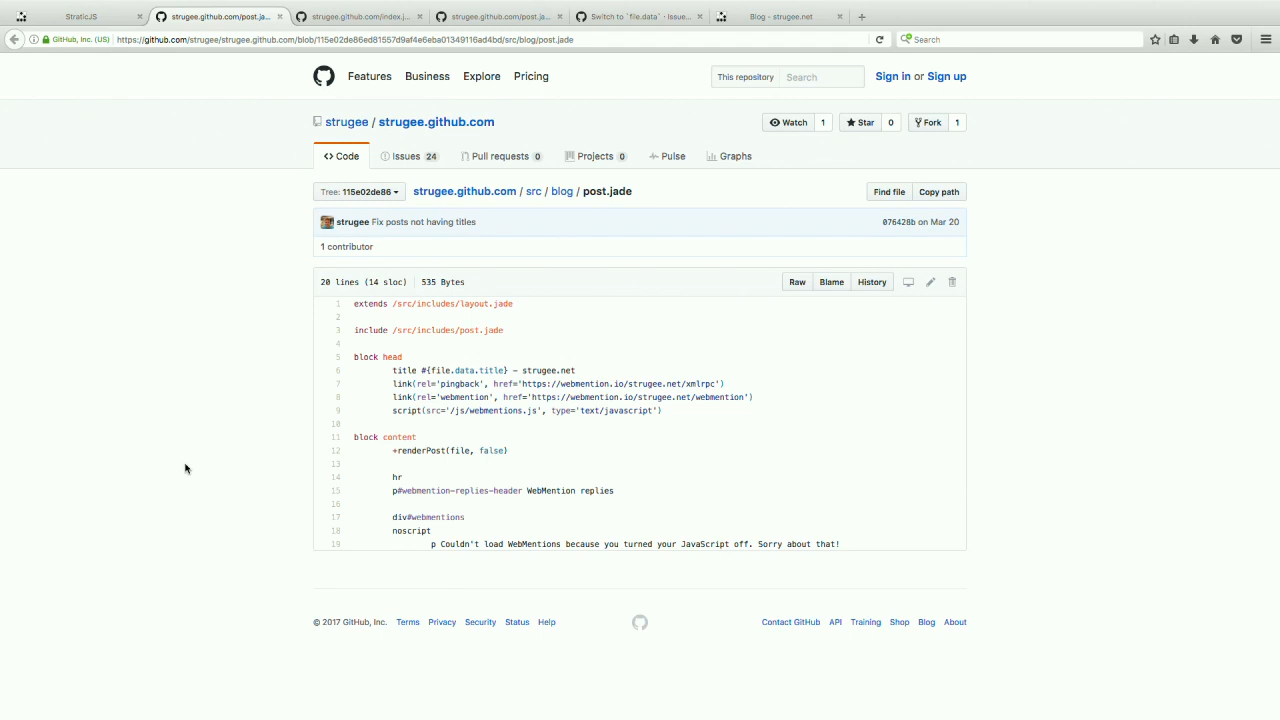 StraticJS
strugee.github.com/post.ja...
strugee.github.com/index.j...
strugee.github.com/post.ja...
Switch to `file.data` · Issue...
Blog - strugee.net
GitHub, Inc. (US)
https://github.com/strugee/strugee.github.com/blob/115e02de86ed81557d9af4e6eba01349116ad4bd/src/blog/post.jade
Search
Features Business Explore Pricing
This repository Search
Sign in or Sign up
strugee / strugee.github.com
Watch 1 Star 0 Fork 1
Code Issues 24 Pull requests 0 Projects 0 Pulse Graphs
Tree: 115e02de86 strugee.github.com / src / blog / post.jade
Find file Copy path
strugee Fix posts not having titles
076428b on Mar 20
1 contributor
20 lines (14 sloc) 535 Bytes
Raw Blame History
1 extends /src/includes/layout.jade
2
3 include /src/includes/post.jade
4
5 block head
6 title #{file.data.title} - strugee.net
7 link(rel='pingback', href='https://webmention.io/strugee.net/xmlrpc')
8 link(rel='webmention', href='https://webmention.io/strugee.net/webmention')
9 script(src='/js/webmentions.js', type='text/javascript')
10
11 block content
12 +renderPost(file, false)
13
14 hr
15 p#webmention-replies-header WebMention replies
16
17 div#webmentions
18 noscript
19 p Couldn't load WebMentions because you turned your JavaScript off. Sorry about that!
© 2017 GitHub, Inc. Terms Privacy Security Status Help
Contact GitHub API Training Shop Blog About